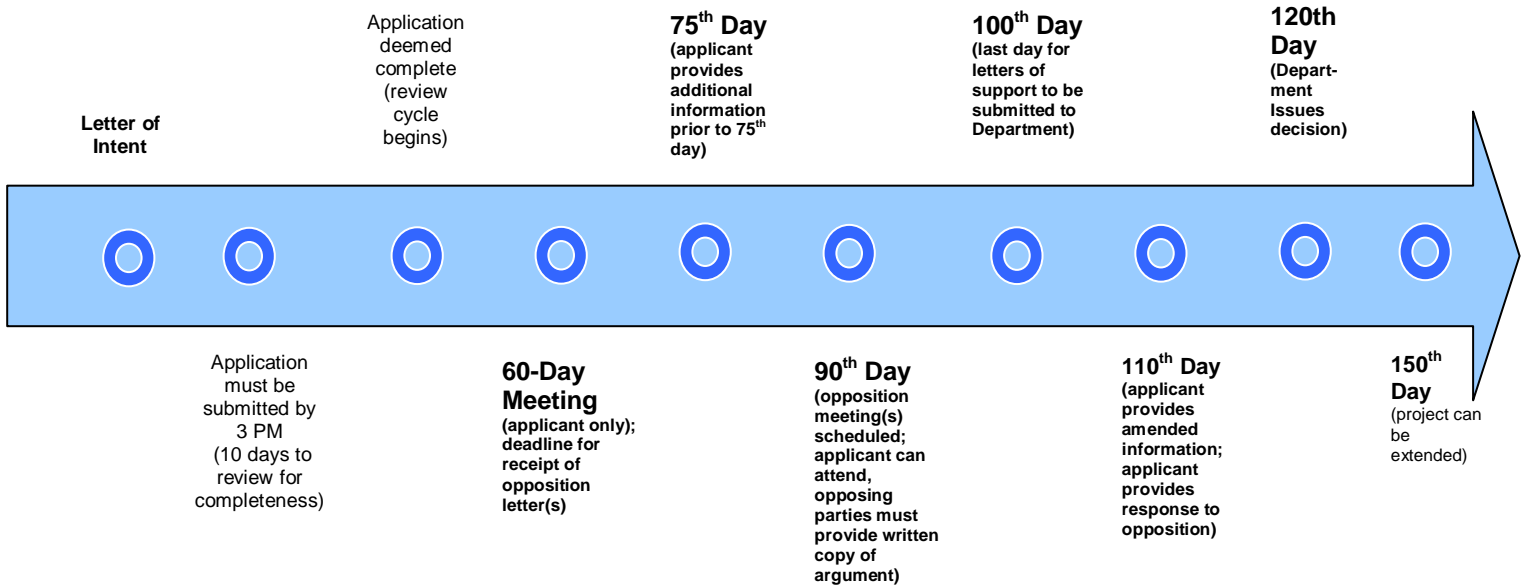 Letter of
Intent
Application
must be
submitted by
3 PM
(10 days to
review for
completeness)
Application
deemed
complete
(review
cycle
begins)
60-Day
Meeting
(applicant only);
deadline for
receipt of
opposition
letter(s)
75th Day
(applicant
provides
additional
information
prior to 75th
day)
90th Day
(opposition
meeting(s)
scheduled;
applicant can
attend,
opposing
parties must
provide written
copy of
argument)
100th Day
(last day for
letters of
support to be
submitted to
Department)
110th Day
(applicant
provides
amended
information;
applicant
provides
response to
opposition)
120th
Day
(Depart-
ment
Issues
decision)
150th
Day
(project can
be
extended)